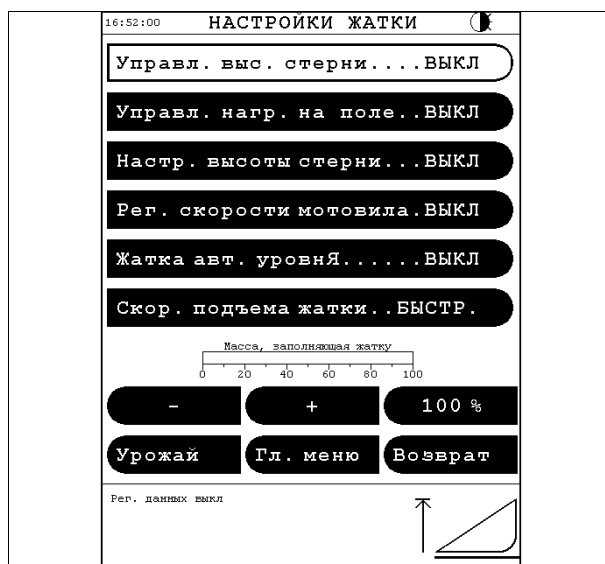 16:52:00 НАСТРОЙКИ ЖАТКИ
Управл. выс. стерни....ВЫКЛ
Управл. нагр. на поле..ВЫКЛ
Настр. высоты стерни...ВЫКЛ
Рег. скорости мотовила.ВЫКЛ
Жатка авт. уровнЯ......ВЫКЛ
Скор. подъема жатки..БЫСТР.
Масса, заполняющая жатку
0 20 40 60 80 100
- + 100 %
Урожай Гл. меню Возврат
Рег. данных выкл